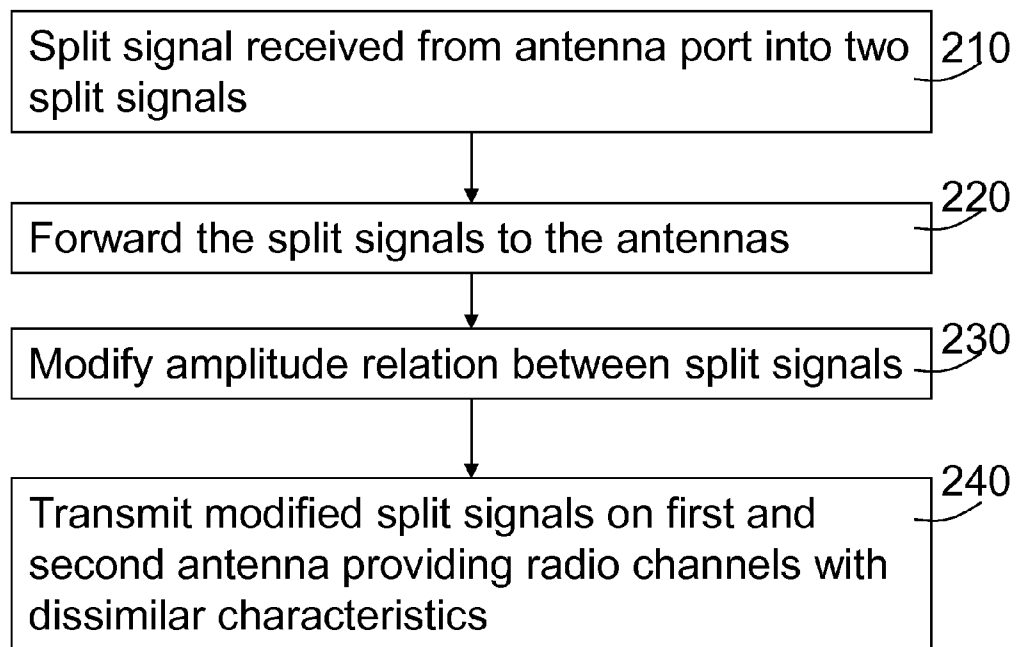 Split signal received from antenna port into two
split signals
210
Forward the split signals to the antennas
220
Modify amplitude relation between split signals
230
Transmit modified split signals on first and
second antenna providing radio channels with
dissimilar characteristics
240